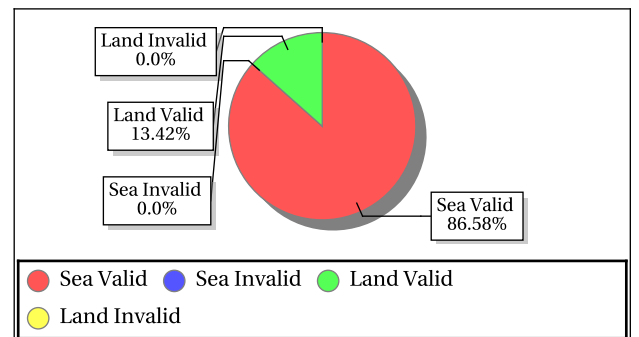 Land Invalid
0.0%
Land Valid
13.42%
Sea Invalid
0.0%
Sea Valid
86.58%
Sea Valid Sea Invalid Land Valid
Land Invalid